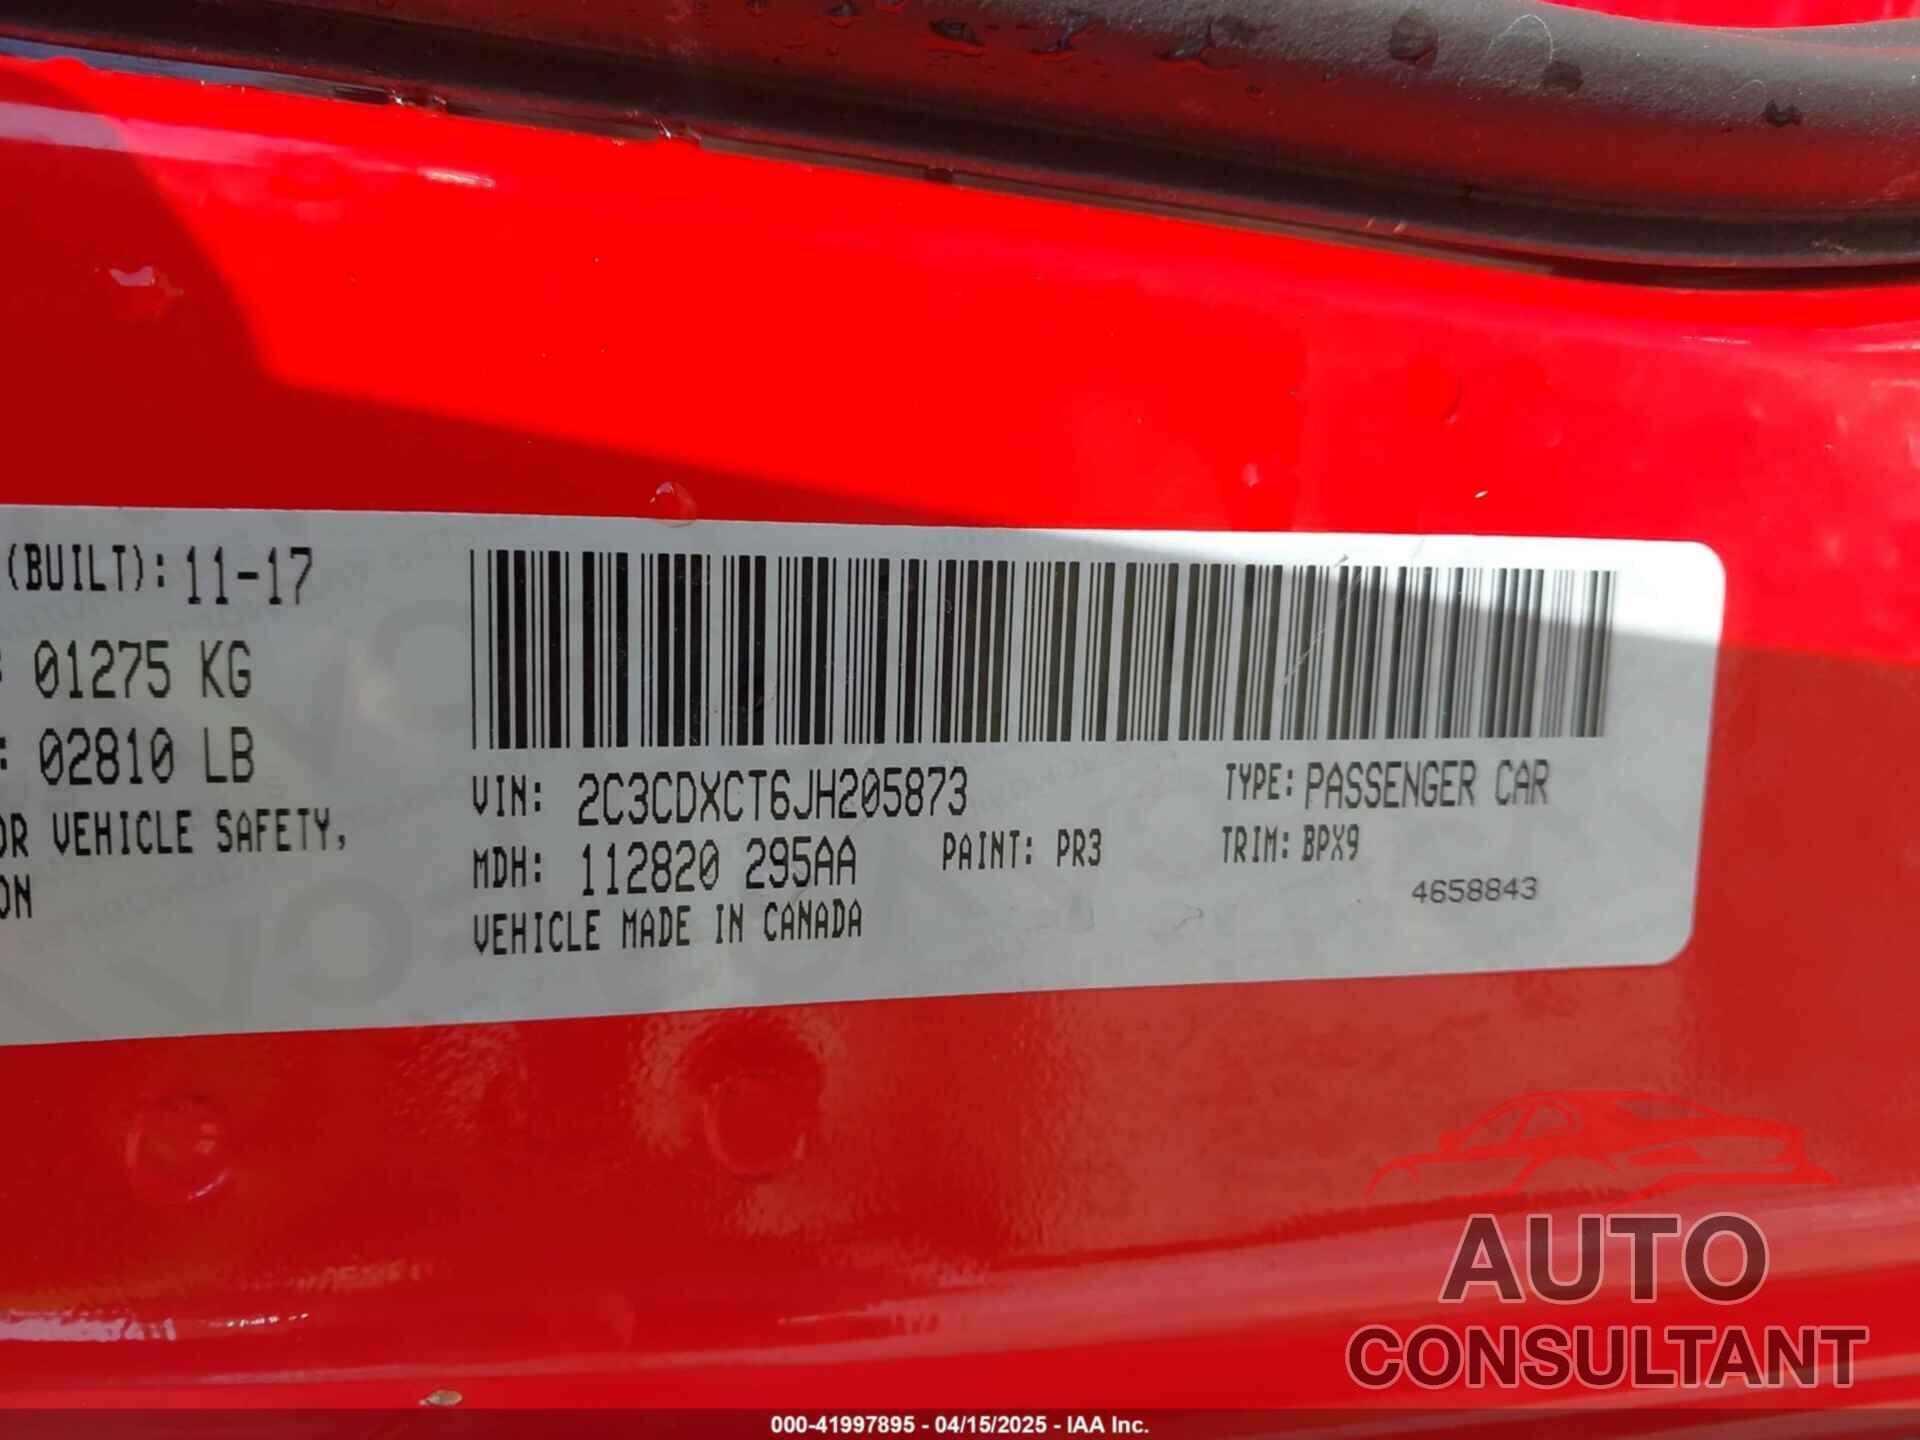 (BUILT): 11-17
: 01275 KG
: 02810 LB
OR VEHICLE SAFETY,
ON
VIN: 2C3CDXCT6JH205873
TYPE: PASSENGER CAR
MDH: 112820 295AA
PAINT: PR3
TRIM: BPX9
4658843
VEHICLE MADE IN CANADA
AUTO
CONSULTANT
000-41997895 - 04/15/2025 - IAA Inc.